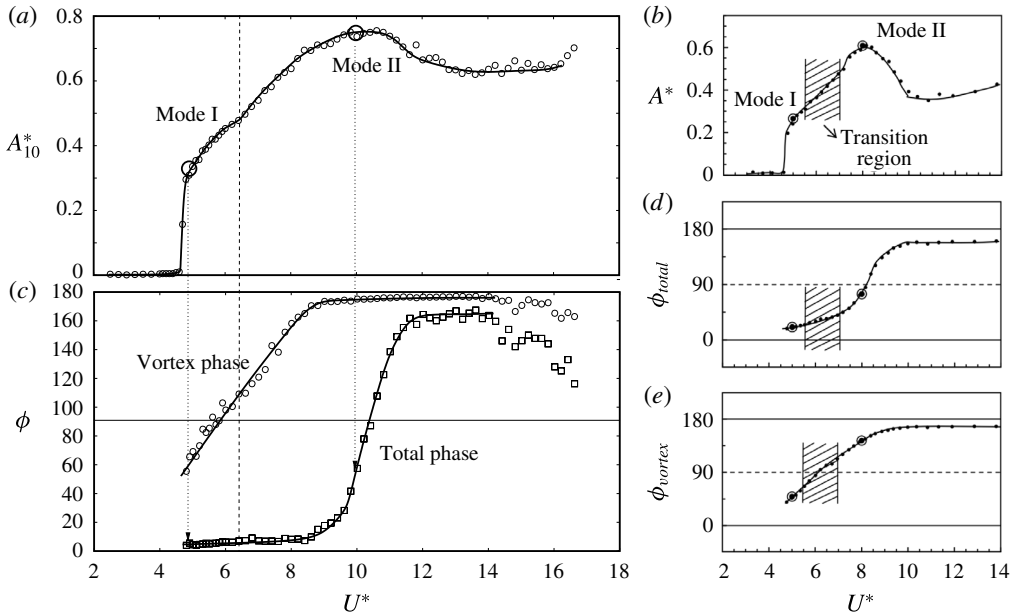 (a)
0.8
0.6
0.4
0.2
0
A*10
Mode I
Mode II
(b)
0.6
0.4
0.2
0
A*
Mode I
Mode II
Transition
region
(c)
180
160
140
120
100
80
60
40
20
0
ϕ
Vortex phase
Total phase
2 4 6 8 10 12 14 16 18
U*
(d)
180
90
0
ϕtotal
(e)
180
90
0
ϕvortex
0 2 4 6 8 10 12 14
U*